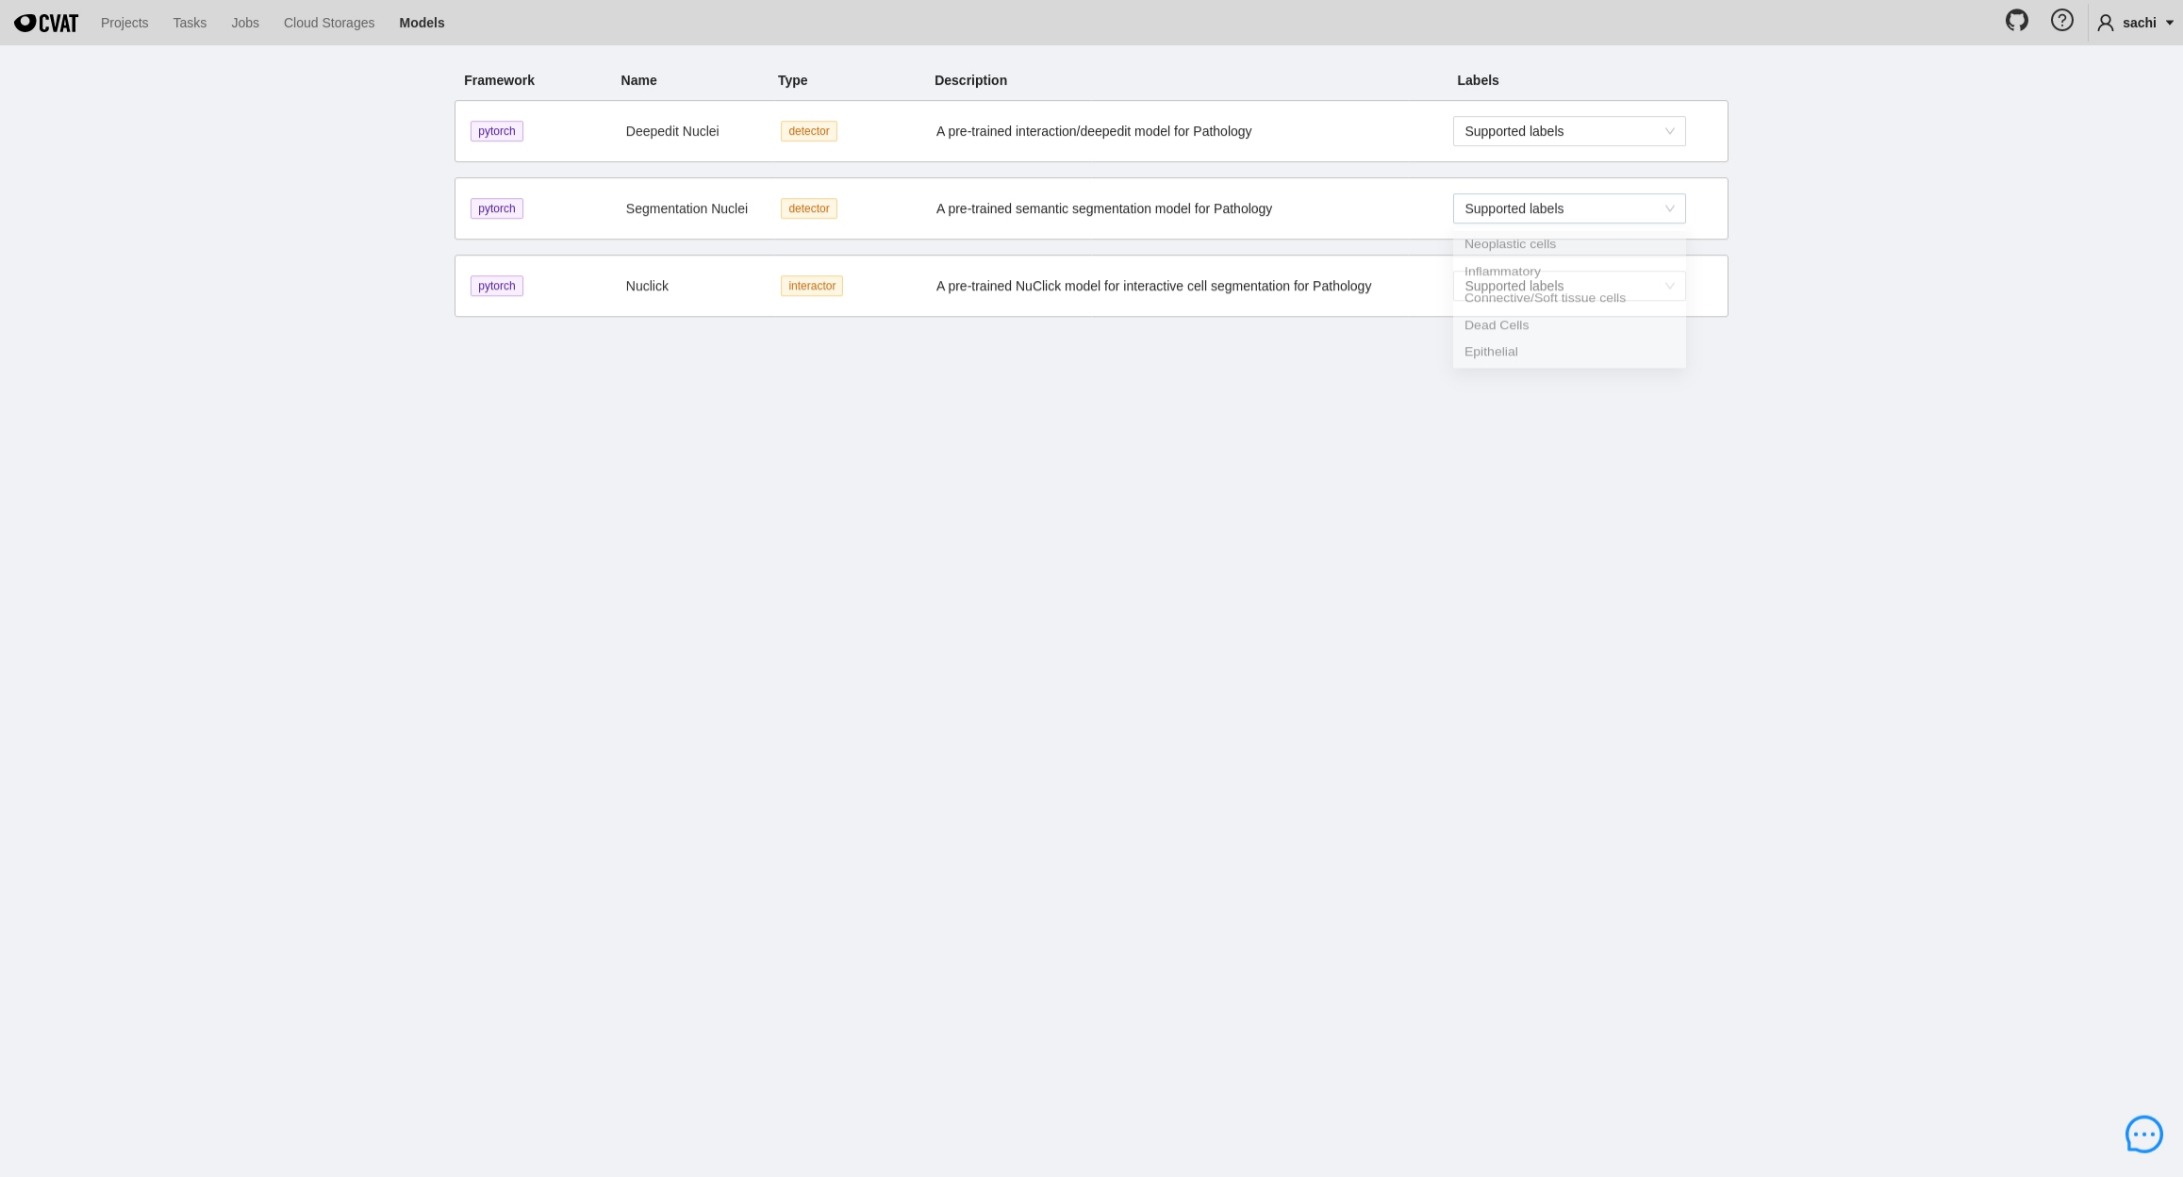 CVAT Projects Tasks Jobs Cloud Storages Models sachi
Framework Name Type Description Labels
pytorch Deepedit Nuclei detector A pre-trained interaction/deepedit model for Pathology Supported labels
pytorch Segmentation Nuclei detector A pre-trained semantic segmentation model for Pathology Supported labels
Neoplastic cells
Inflammatory
pytorch Nuclick interactor A pre-trained NuClick model for interactive cell segmentation for Pathology Supported labels
Connective/Soft tissue cells
Dead Cells
Epithelial